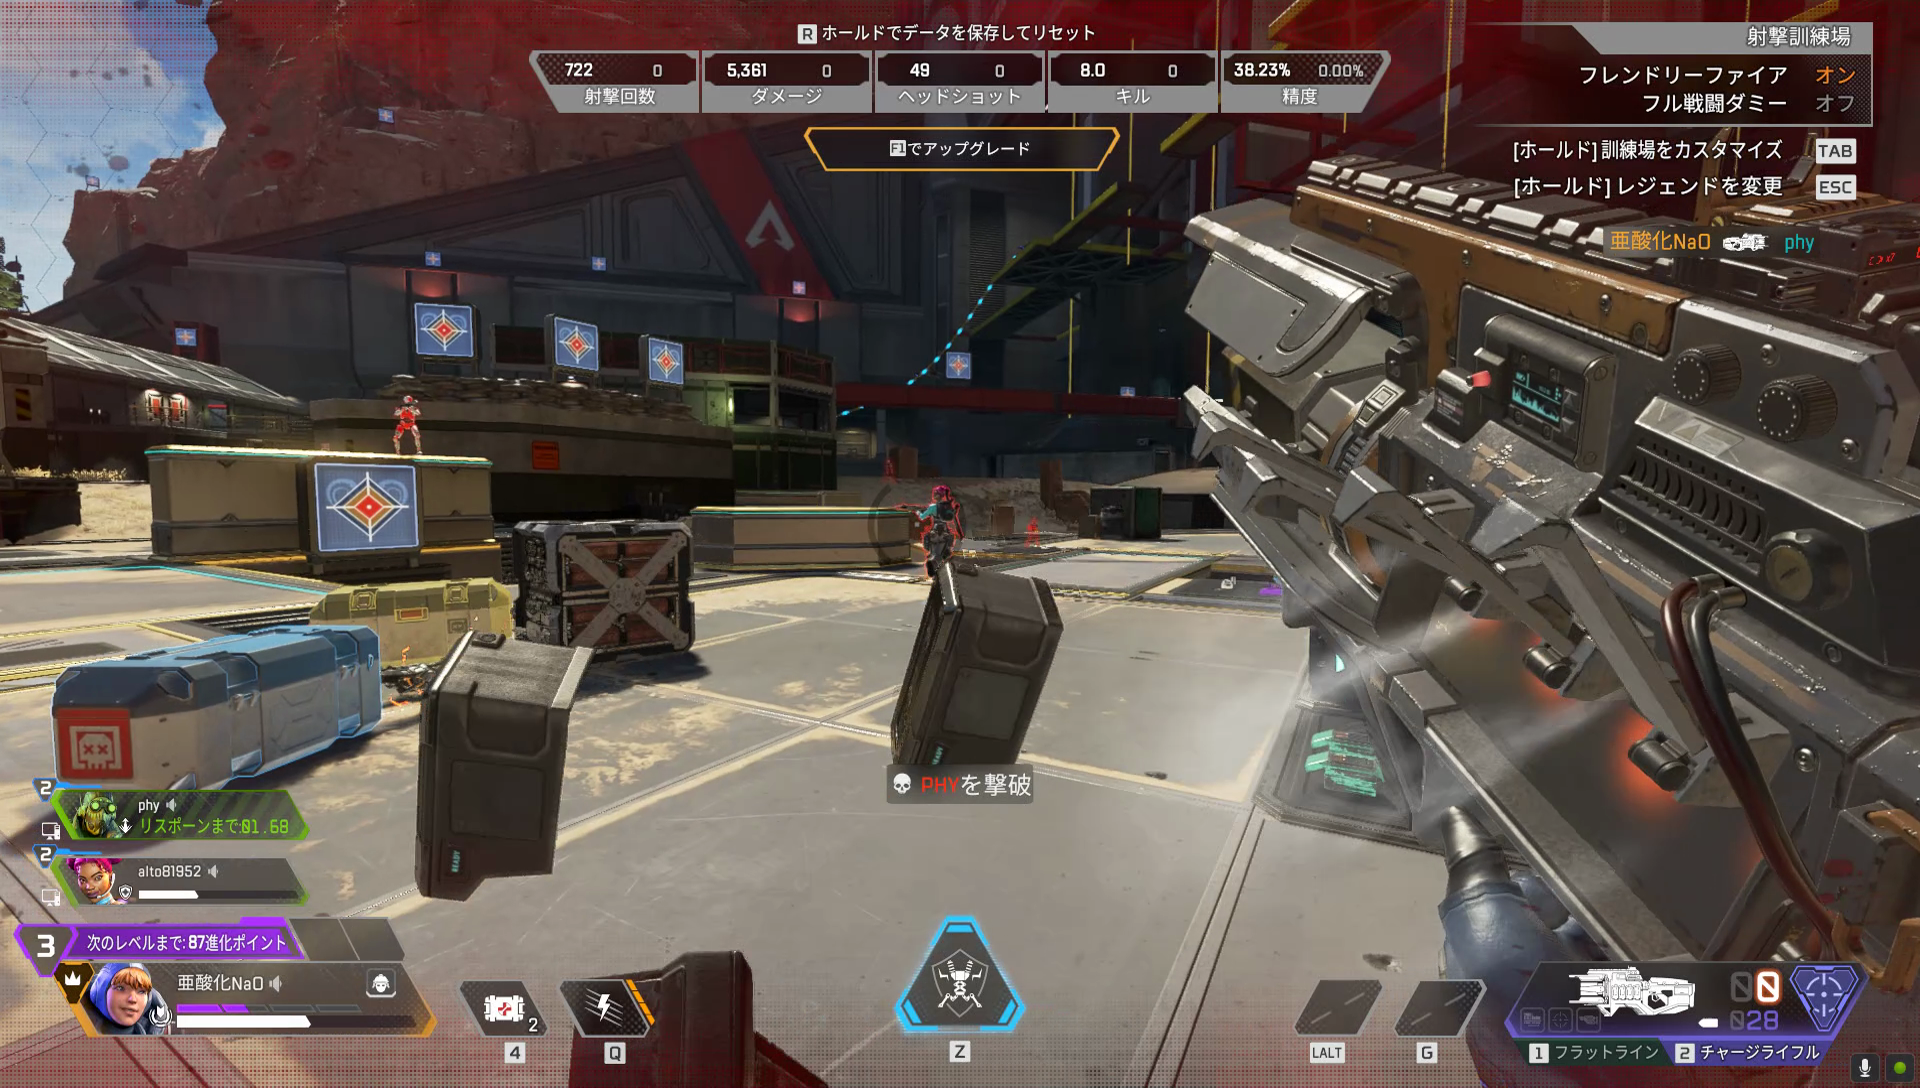 R ホールドでデータを保存してリセット
722 0
射撃回数
5,361 0
ダメージ
49 0
ヘッドショット
8.0 0
キル
38.23% 0.00%
精度
F1でアップグレード
射撃訓練場
フレンドリーファイア オン
フル戦闘ダミー オフ
[ホールド]訓練場をカスタマイズ TAB
[ホールド]レジェンドを変更 ESC
亜酸化NaO phy
READY
READY
PHYを撃破
2
phy
リスポーンまで:01.68
2
alto81952
3 次のレベルまで: 87進化ポイント
亜酸化NaO
2
4
Q
Z
LALT
G
00
028
1 フラットライン
2 チャージライフル